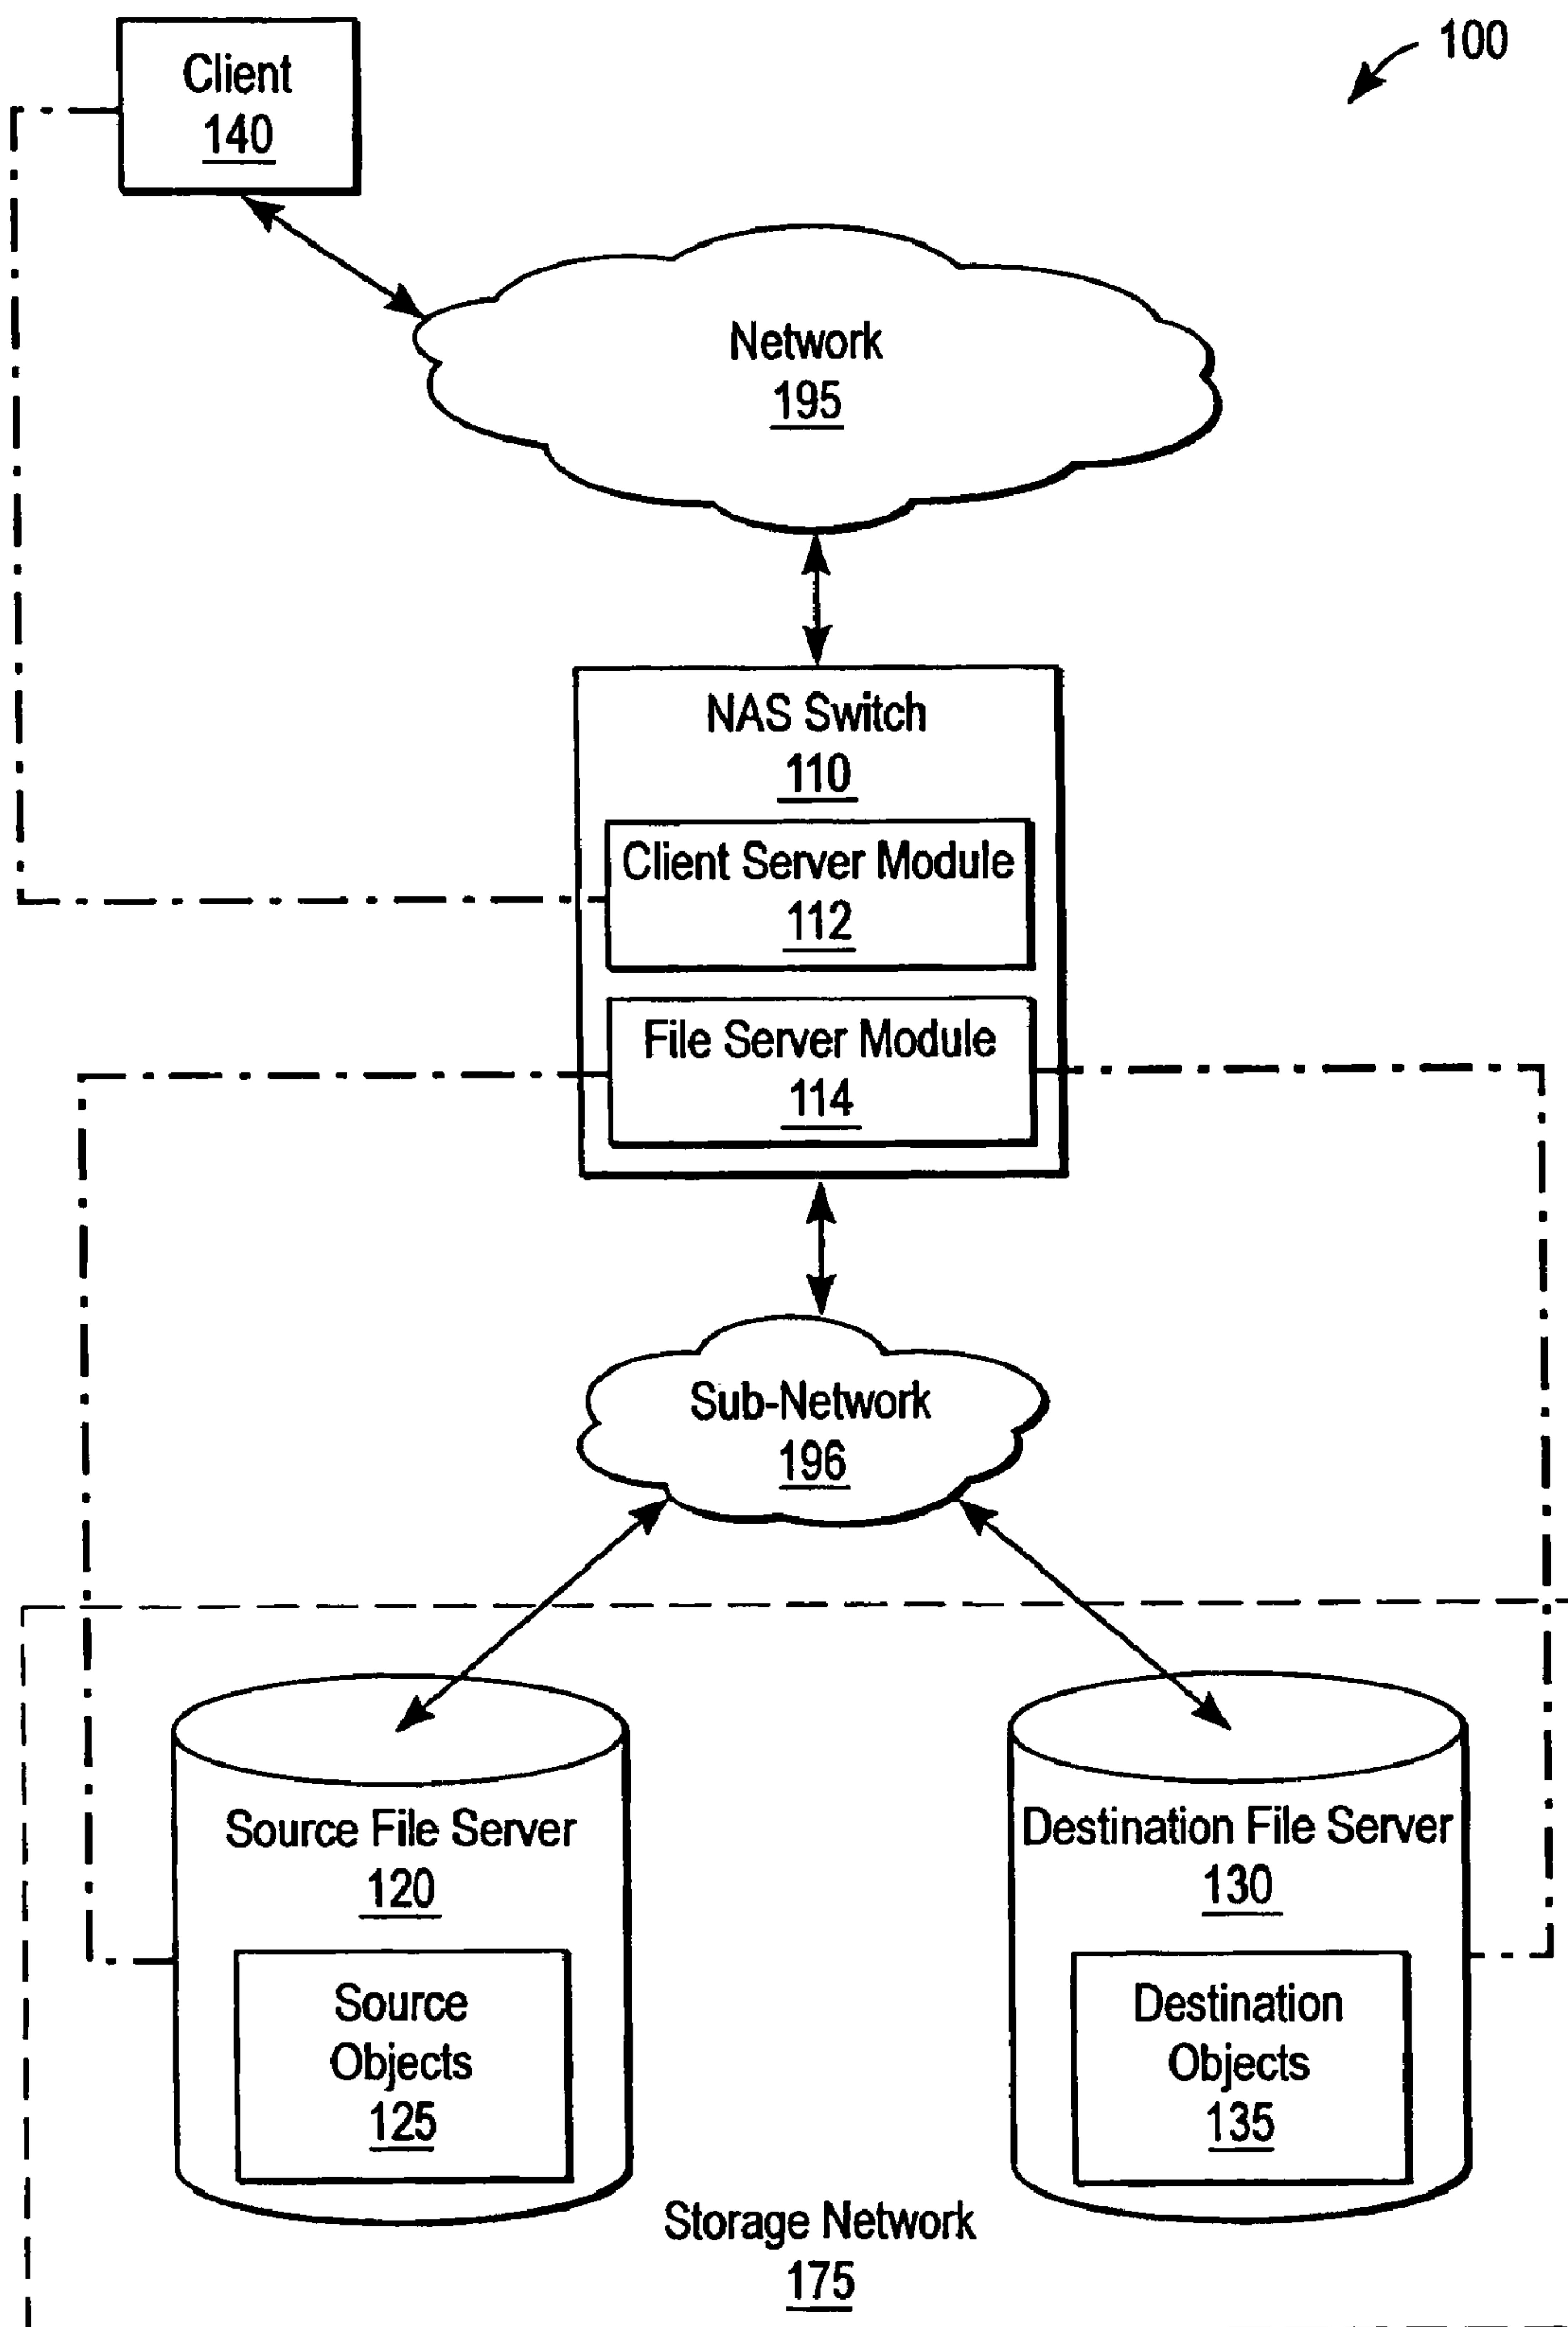 100
Client
140
Network
195
NAS Switch
110
Client Server Module
112
File Server Module
114
Sub-Network
196
Source File Server
120
Source
Objects
125
Destination File Server
130
Destination
Objects
135
Storage Network
175